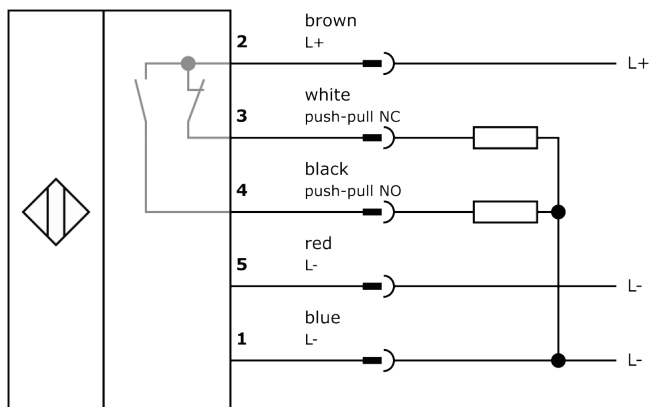 brown
2
L+
L+
white
3
push-pull NC
black
4
push-pull NO
red
5
L-
L-
blue
1
L-
L-